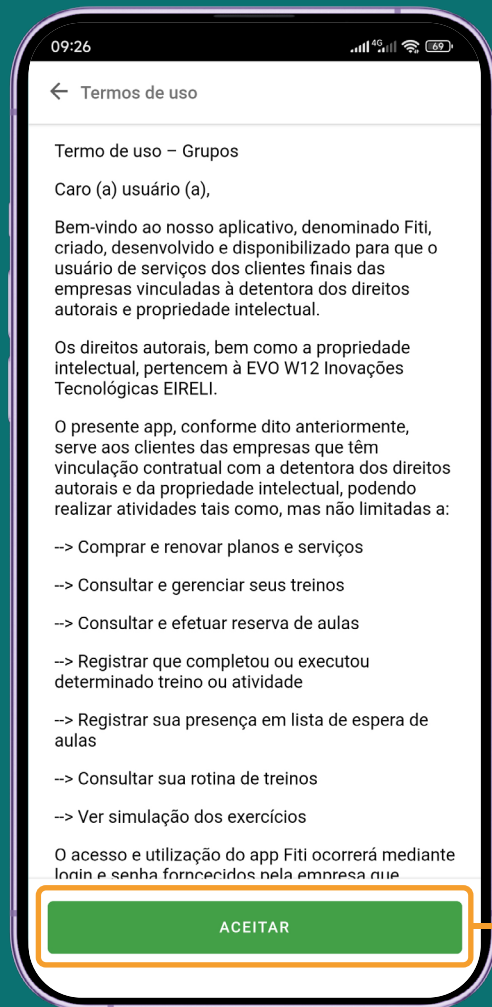 09:26
4G
69
Termos de uso
Termo de uso – Grupos
Caro (a) usuário (a),
Bem-vindo ao nosso aplicativo, denominado Fiti,
criado, desenvolvido e disponibilizado para que o
usuário de serviços dos clientes finais das
empresas vinculadas à detentora dos direitos
autorais e propriedade intelectual.
Os direitos autorais, bem como a propriedade
intelectual, pertencem à EVO W12 Inovações
Tecnológicas EIRELI.
O presente app, conforme dito anteriormente,
serve aos clientes das empresas que têm
vinculação contratual com a detentora dos direitos
autorais e da propriedade intelectual, podendo
realizar atividades tais como, mas não limitadas a:
--> Comprar e renovar planos e serviços
--> Consultar e gerenciar seus treinos
--> Consultar e efetuar reserva de aulas
--> Registrar que completou ou executou
determinado treino ou atividade
--> Registrar sua presença em lista de espera de
aulas
--> Consultar sua rotina de treinos
--> Ver simulação dos exercícios
O acesso e utilização do app Fiti ocorrerá mediante
login e senha forncecidos pela empresa que
ACEITAR